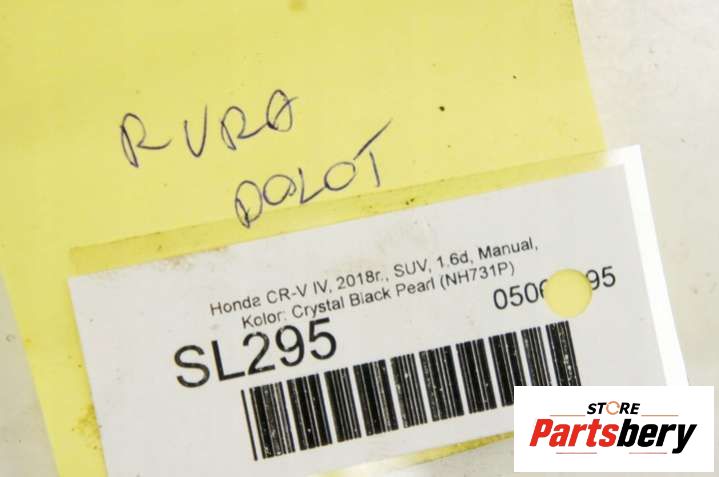 RURA
DOLOT
Honda CR-V IV, 2018r., SUV, 1.6d, Manual,
Kolor: Crystal Black Pearl (NH731P)
SL295
STORE
Partsbery